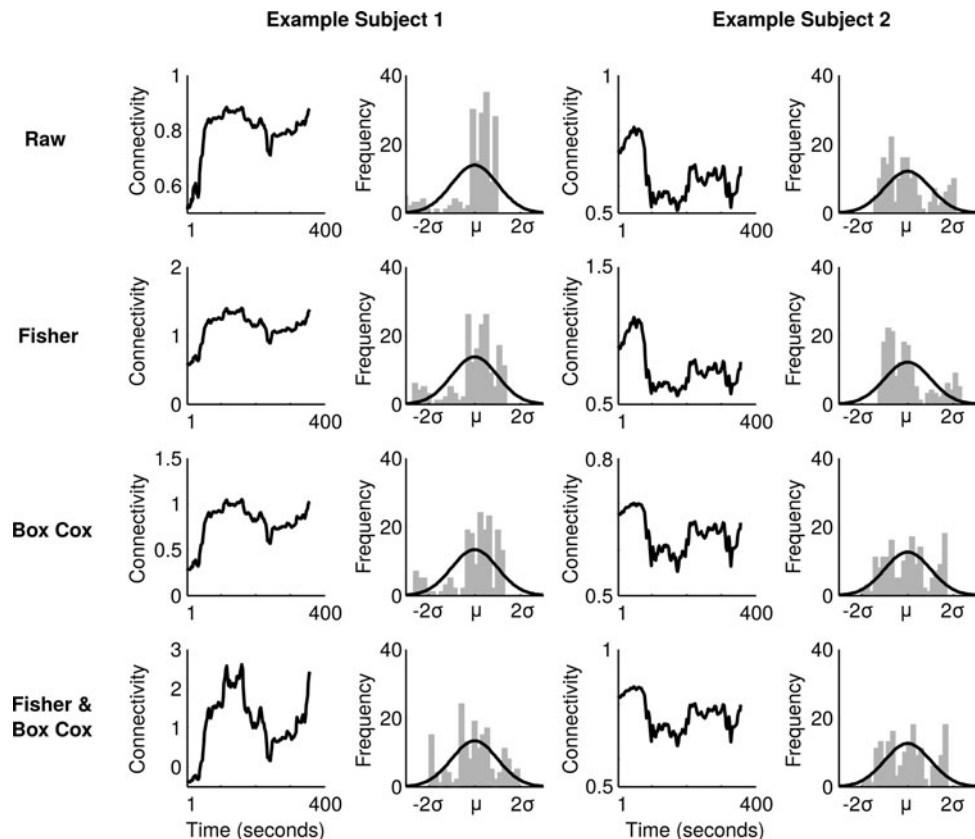 Example Subject 1
Example Subject 2
Raw
Connectivity
1
0.8
0.6
1
400
Frequency
40
20
0
-2σ
μ
2σ
Connectivity
1
0.5
1
400
Frequency
40
20
0
-2σ
μ
2σ
Fisher
Connectivity
2
1
0
1
400
Frequency
40
20
0
-2σ
μ
2σ
Connectivity
1.5
0.5
1
400
Frequency
40
20
0
-2σ
μ
2σ
Box Cox
Connectivity
1.5
1
0.5
0
1
400
Frequency
40
20
0
-2σ
μ
2σ
Connectivity
0.8
0.5
1
400
Frequency
40
20
0
-2σ
μ
2σ
Fisher &
Box Cox
Connectivity
3
2
1
0
1
400
Time (seconds)
Frequency
40
20
0
-2σ
μ
2σ
Connectivity
1
0.5
1
400
Time (seconds)
Frequency
40
20
0
-2σ
μ
2σ